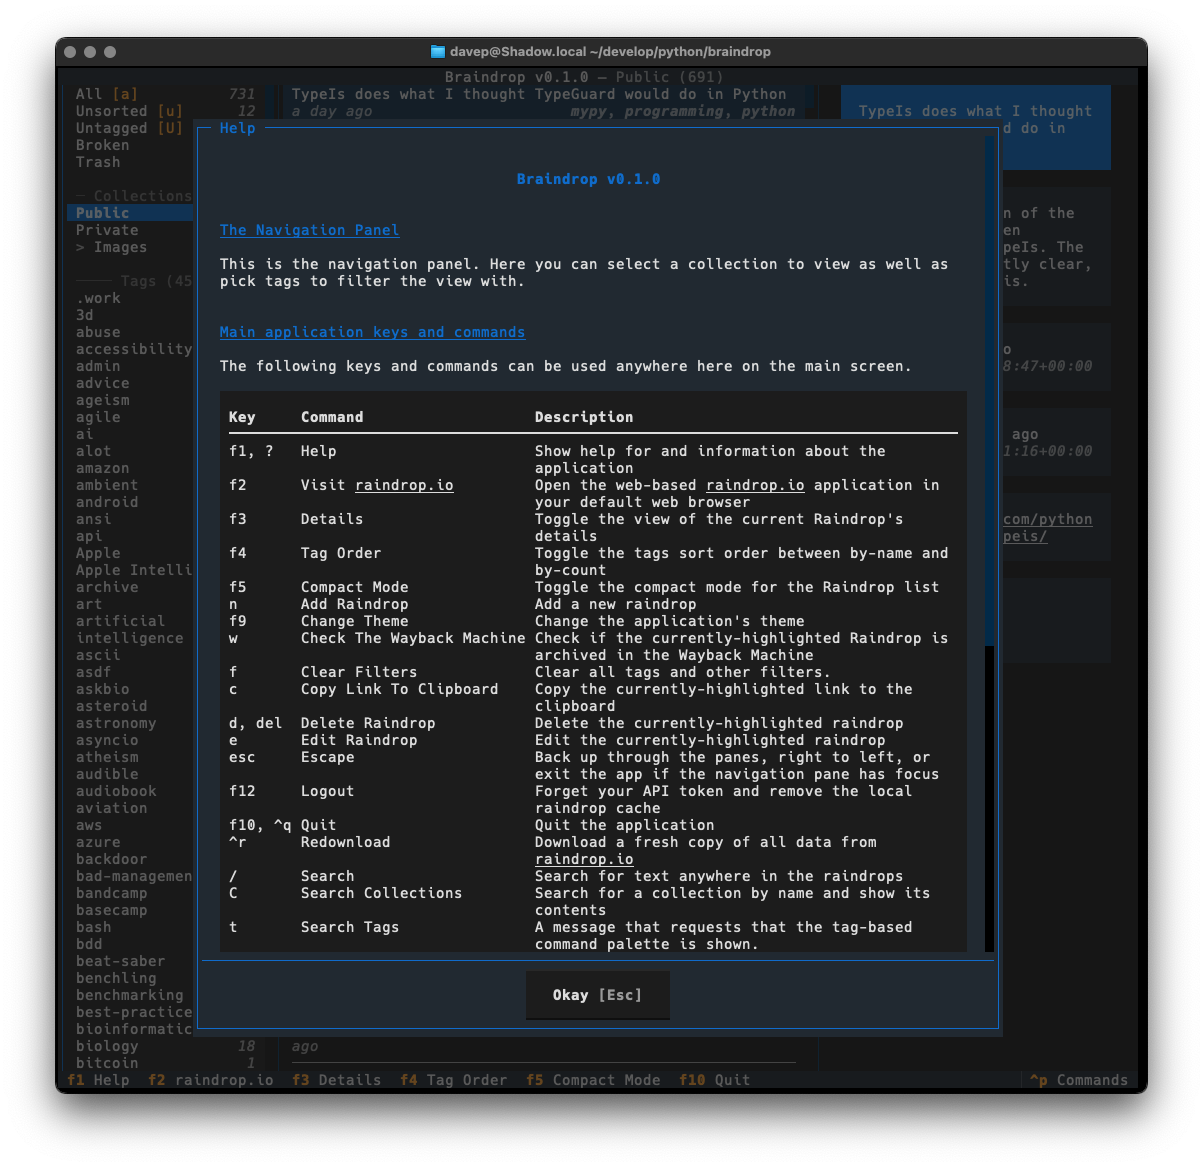 davep@Shadow.local ~/develop/python/braindrop
Braindrop v0.1.0 — Public (691)
All [a] 731
Unsorted [u] 12
Untagged [U]
Broken
Trash
Collections
Public
Private
> Images
Tags (45
.work
3d
abuse
accessibility
admin
advice
ageism
agile
ai
alot
amazon
ambient
android
ansi
api
Apple
Apple Intelli
archive
art
artificial
intelligence
ascii
asdf
askbio
asteroid
astronomy
asyncio
atheism
audible
audiobook
aviation
aws
azure
backdoor
bad-managemen
bandcamp
basecamp
bash
bdd
beat-saber
benchling
benchmarking
best-practice
bioinformatic
biology 18
bitcoin 1
TypeIs does what I thought TypeGuard would do in Python
a day ago mypy, programming, python
Help
Braindrop v0.1.0
The Navigation Panel
This is the navigation panel. Here you can select a collection to view as well as
pick tags to filter the view with.
Main application keys and commands
The following keys and commands can be used anywhere here on the main screen.
Key Command Description
f1, ? Help Show help for and information about the
application
f2 Visit raindrop.io Open the web-based raindrop.io application in
your default web browser
f3 Details Toggle the view of the current Raindrop's
details
f4 Tag Order Toggle the tags sort order between by-name and
by-count
f5 Compact Mode Toggle the compact mode for the Raindrop list
n Add Raindrop Add a new raindrop
f9 Change Theme Change the application's theme
w Check The Wayback Machine Check if the currently-highlighted Raindrop is
archived in the Wayback Machine
f Clear Filters Clear all tags and other filters.
c Copy Link To Clipboard Copy the currently-highlighted link to the
clipboard
d, del Delete Raindrop Delete the currently-highlighted raindrop
e Edit Raindrop Edit the currently-highlighted raindrop
esc Escape Back up through the panes, right to left, or
exit the app if the navigation pane has focus
f12 Logout Forget your API token and remove the local
raindrop cache
f10, ^q Quit Quit the application
^r Redownload Download a fresh copy of all data from
raindrop.io
/ Search Search for text anywhere in the raindrops
C Search Collections Search for a collection by name and show its
contents
t Search Tags A message that requests that the tag-based
command palette is shown.
Okay [Esc]
ago
TypeIs does what I thought
d do in
n of the
en
peIs. The
tly clear,
is.
o
8:47+00:00
ago
1:16+00:00
com/python
peis/
f1 Help f2 raindrop.io f3 Details f4 Tag Order f5 Compact Mode f10 Quit ^p Commands